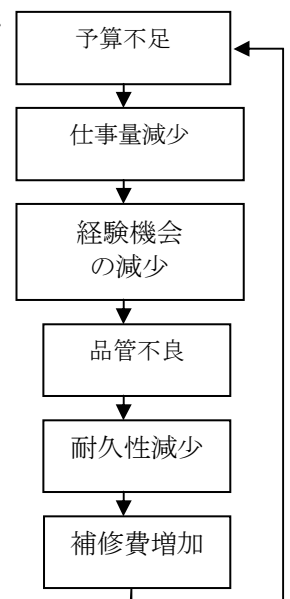 予算不足
仕事量減少
経験機会
の減少
品管不良
耐久性減少
補修費増加